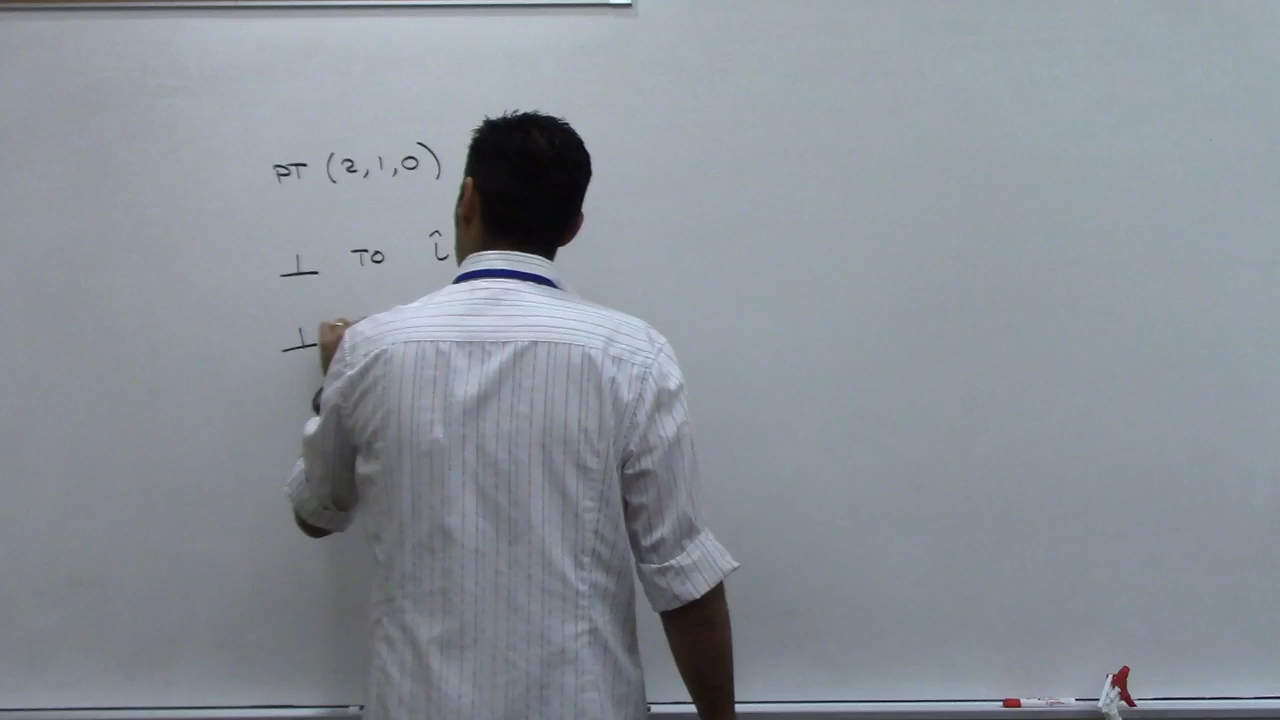 PT (2,1,0)
⊥ TO î
⊥